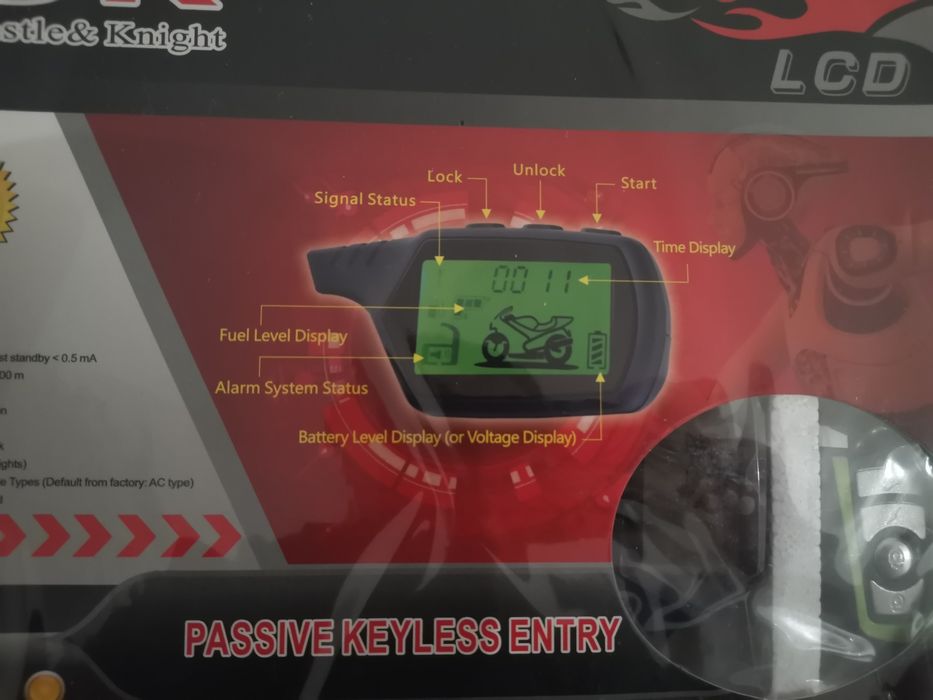 stle& Knight
LCD
Lock
Unlock
Start
Signal Status
Time Display
00 11
Fuel Level Display
Alarm System Status
Battery Level Display (or Voltage Display)
st standby < 0.5 mA
00 m
n
k
ights)
e Types (Default from factory: AC type)
PASSIVE KEYLESS ENTRY